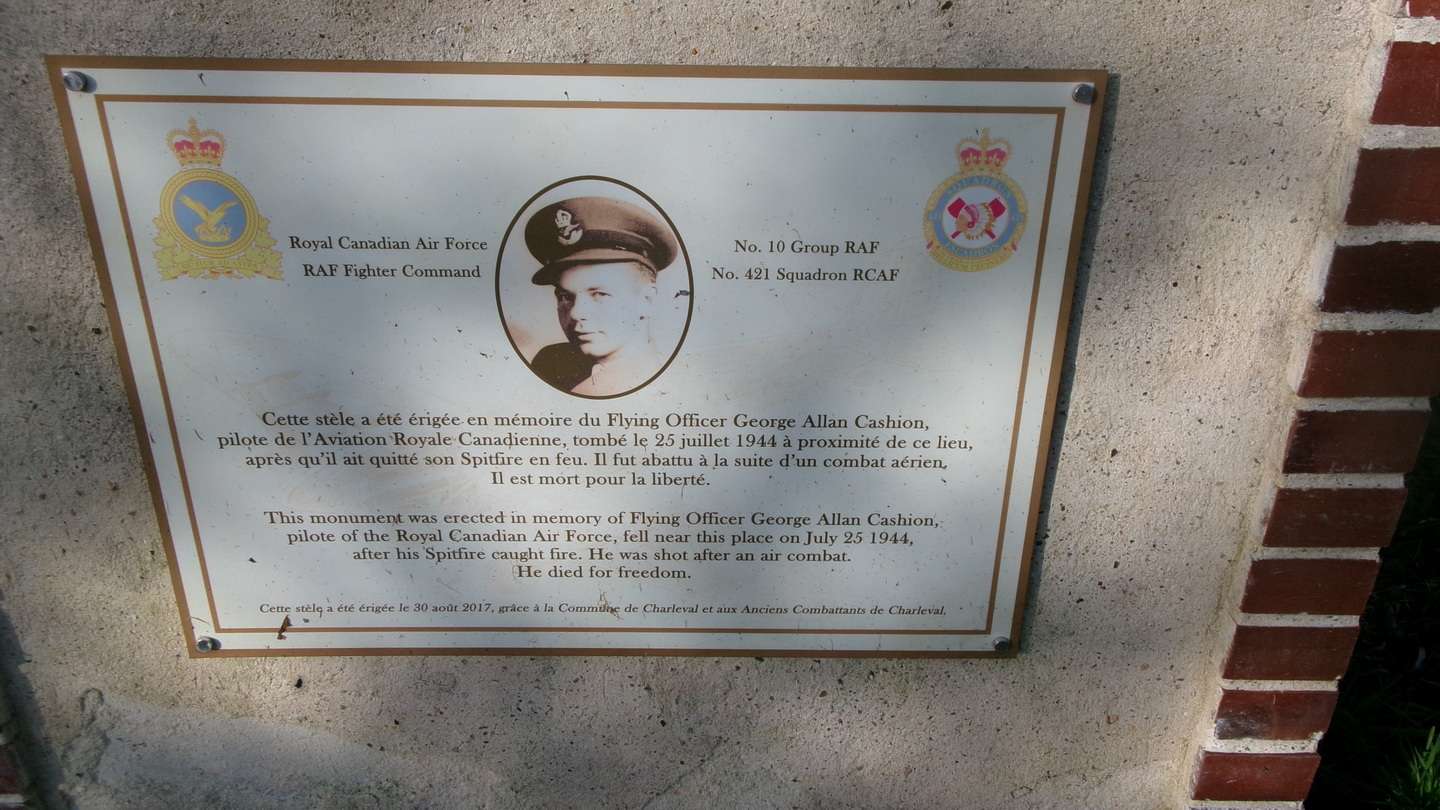 Royal Canadian Air Force
RAF Fighter Command
No. 10 Group RAF
No. 421 Squadron RCAF
SQUADRON
Cette stèle a été érigée en mémoire du Flying Officer George Allan Cashion,
pilote de l'Aviation Royale Canadienne, tombé le 25 juillet 1944 à proximité de ce lieu,
après qu'il ait quitté son Spitfire en feu. Il fut abattu à la suite d'un combat aérien.
Il est mort pour la liberté.
This monument was erected in memory of Flying Officer George Allan Cashion,
pilote of the Royal Canadian Air Force, fell near this place on July 25 1944,
after his Spitfire caught fire. He was shot after an air combat.
He died for freedom.
Cette stèle a été érigée le 30 août 2017, grâce à la Commune de Charleval et aux Anciens Combattants de Charleval.